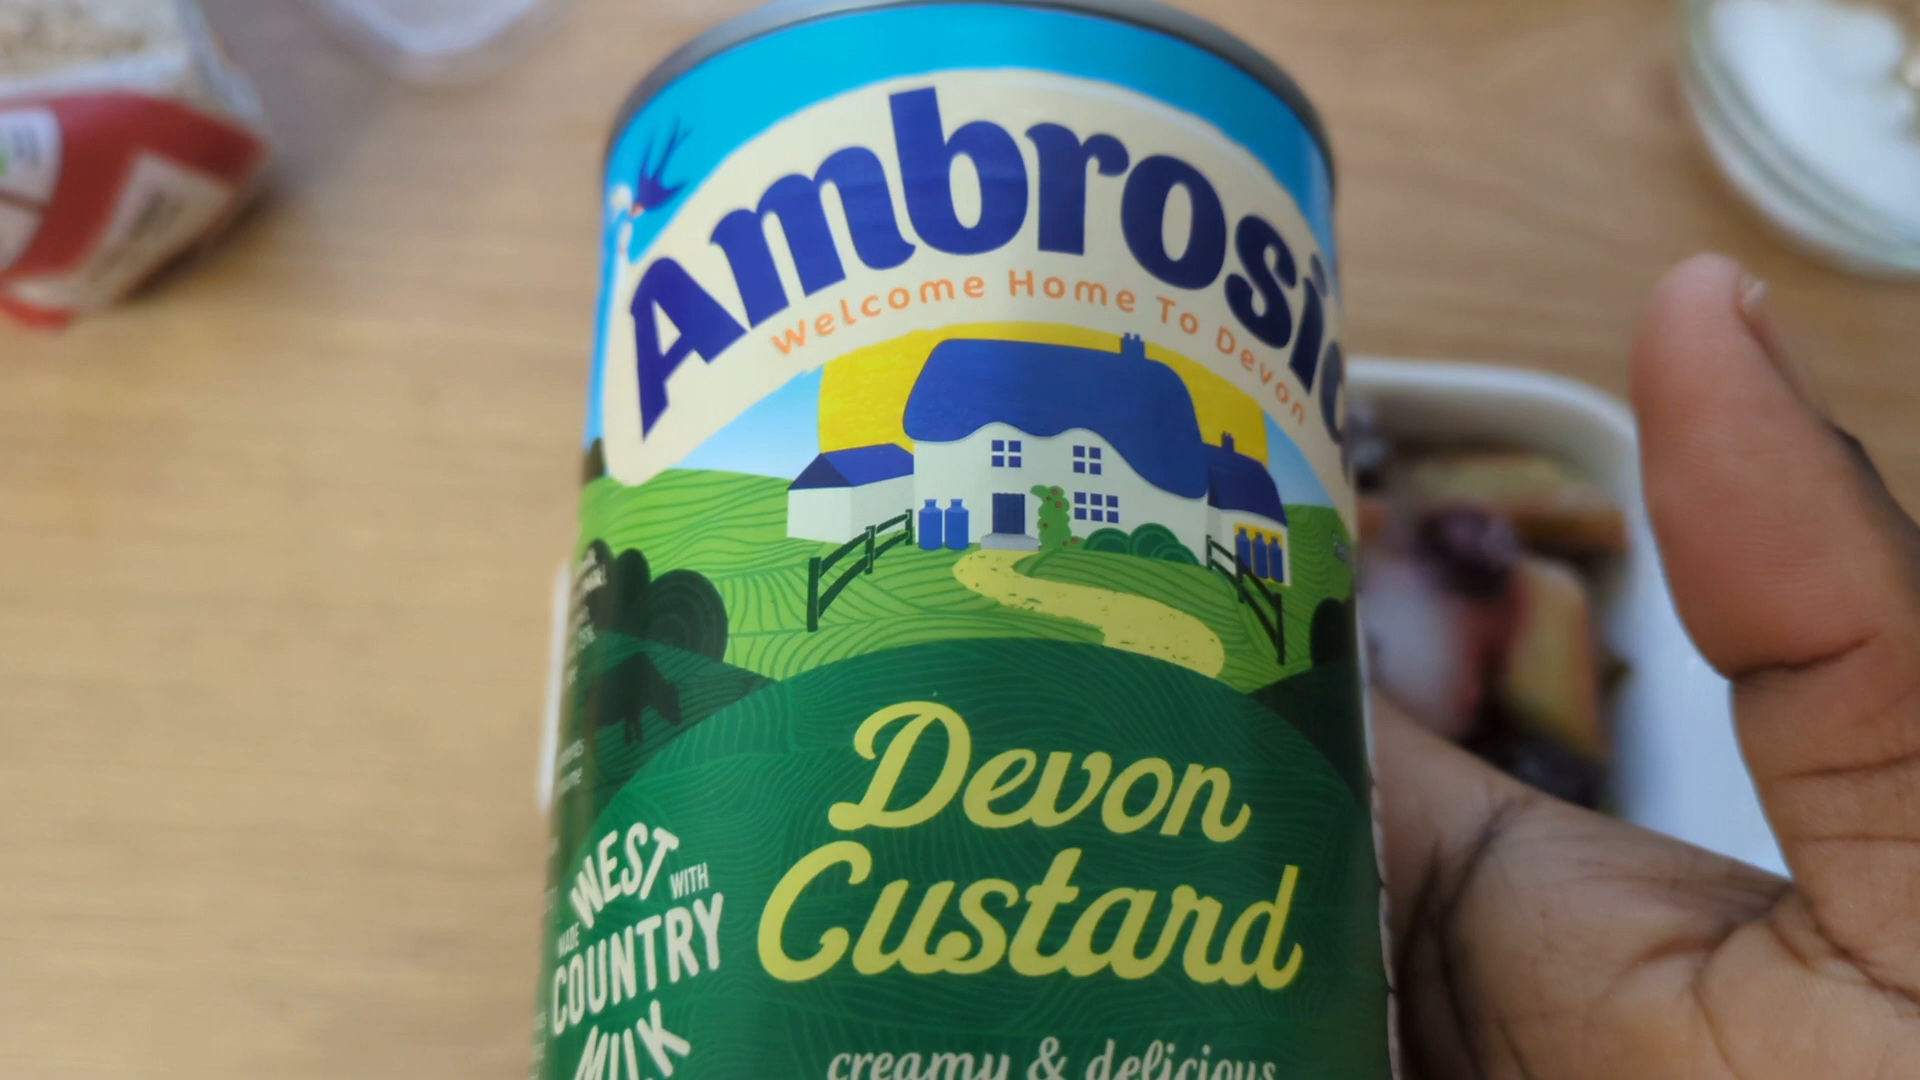 Ambrosia
Welcome Home To Devon
Devon
Custard
MADE WEST WITH
COUNTRY
MILK
creamy & delicious